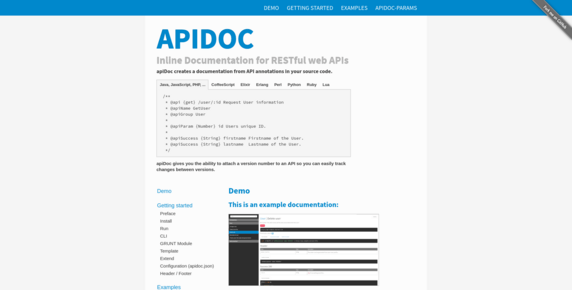 DEMO GETTING STARTED EXAMPLES APIDOC-PARAMS
Fork me on GitHub
APIDOC
Inline Documentation for RESTful web APIs
apiDoc creates a documentation from API annotations in your source code.
Java, JavaScript, PHP, ... CoffeeScript Elixir Erlang Perl Python Ruby Lua
/**
* @api {get} /user/:id Request User information
* @apiName GetUser
* @apiGroup User
*
* @apiParam {Number} id Users unique ID.
*
* @apiSuccess {String} firstname Firstname of the User.
* @apiSuccess {String} lastname  Lastname of the User.
*/
apiDoc gives you the ability to attach a version number to an API so you can easily track
changes between versions.
Demo
Getting started
Preface
Install
Run
CLI
GRUNT Module
Template
Extend
Configuration (apidoc.json)
Header / Footer
Examples
Demo
This is an example documentation: